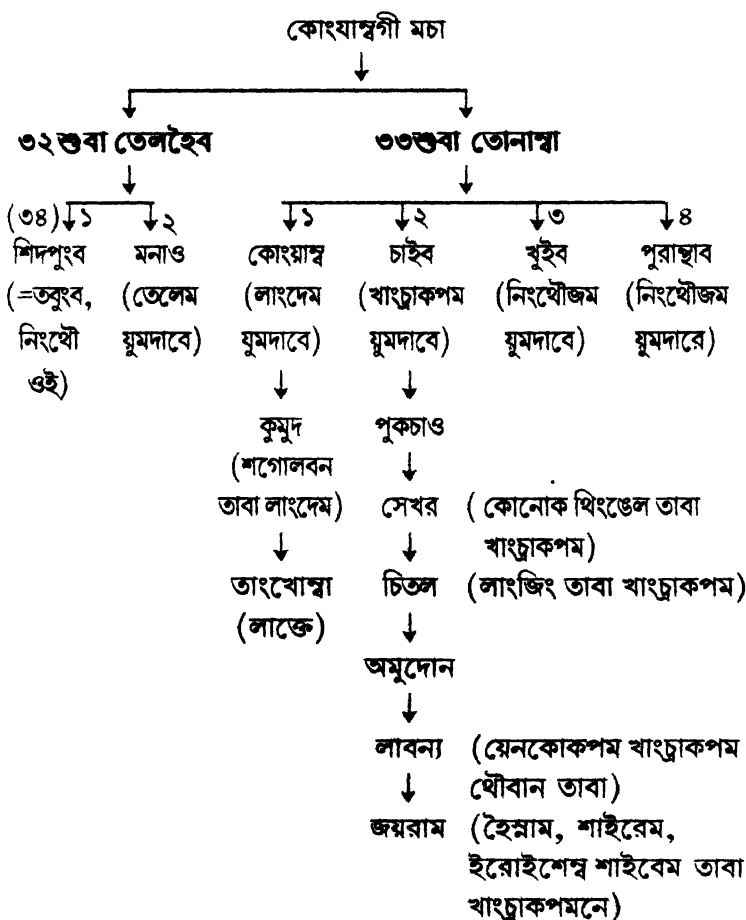 কোংযাম্বগী মচা
৩২শুবা তেলহৈব ৩৩শুবা তোনাম্বা
(৩৪) ১ ২ ১ ২ ৩ ৪
শিদপুংব মনাও কোংয়াম্ব চাইব খুইব পুরান্থাব
(=তবুংব, (তেলেম (লাংদেম (খাংচ্রাকপম (নিংথৌজম (নিংথৌজম
নিংথৌ য়ুমদাবে) যুমদাবে) য়ুমদাবে) য়ুমদাবে) য়ুমদারে)
ওই)
কুমুদ পুকচাও
(শগোলবন
তাবা লাংদেম) সেখর ( কোনোক থিংঙেল তাবা
খাংচ্রাকপম)
তাংখোম্বা চিতল (লাংজিং তাবা খাংচ্রাকপম)
(লাক্তে)
অমুদোন
লাবন্য (য়েনকোকপম খাংচ্রাকপম
থৌবান তাবা)
জয়রাম (হৈস্নাম, শাইরেম,
ইরোইশেম্ব শাইবেম তাবা
খাংচ্রাকপমনে)